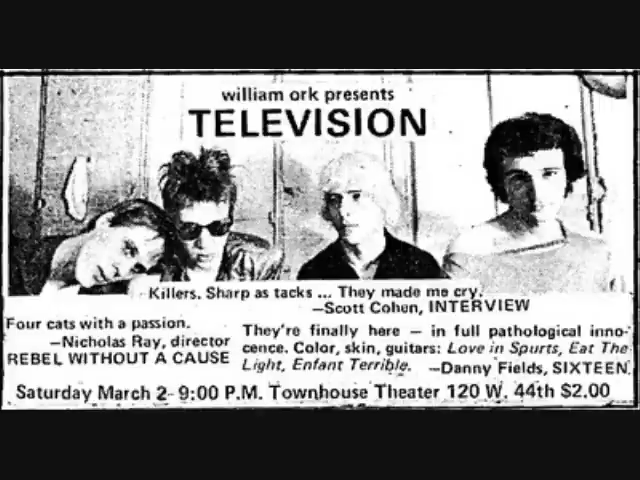 william ork presents
TELEVISION
Killers. Sharp as tacks ... They made me cry.
—Scott Cohen, INTERVIEW
Four cats with a passion.
—Nicholas Ray, director
REBEL WITHOUT A CAUSE
They're finally here — in full pathological inno-
cence. Color, skin, guitars: Love in Spurts, Eat The
Light, Enfant Terrible. —Danny Fields, SIXTEEN
Saturday March 2- 9:00 P.M. Townhouse Theater 120 W. 44th $2.00